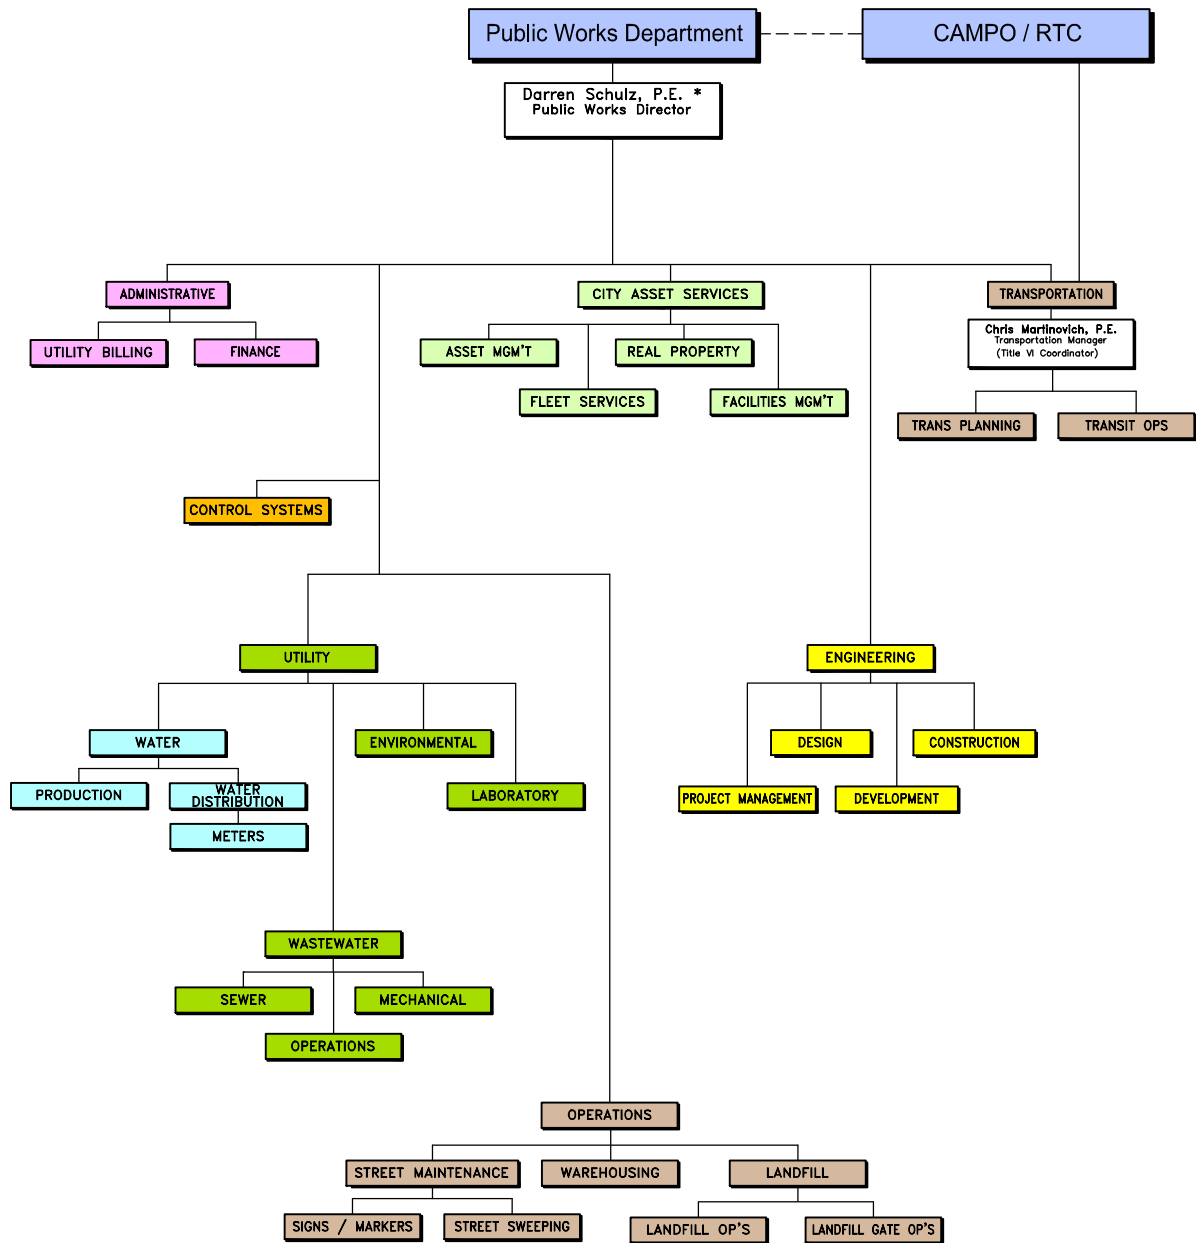 Public Works Department
CAMPO / RTC
Darren Schulz, P.E. *
Public Works Director
ADMINISTRATIVE
CITY ASSET SERVICES
TRANSPORTATION
Chris Martinovich, P.E.
Transportation Manager
(Title VI Coordinator)
UTILITY BILLING
FINANCE
ASSET MGM'T
REAL PROPERTY
FLEET SERVICES
FACILITIES MGM'T
TRANS PLANNING
TRANSIT OPS
CONTROL SYSTEMS
UTILITY
ENGINEERING
WATER
ENVIRONMENTAL
DESIGN
CONSTRUCTION
PRODUCTION
WATER
DISTRIBUTION
LABORATORY
PROJECT MANAGEMENT
DEVELOPMENT
METERS
WASTEWATER
SEWER
MECHANICAL
OPERATIONS
OPERATIONS
STREET MAINTENANCE
WAREHOUSING
LANDFILL
SIGNS / MARKERS
STREET SWEEPING
LANDFILL OP'S
LANDFILL GATE OP'S